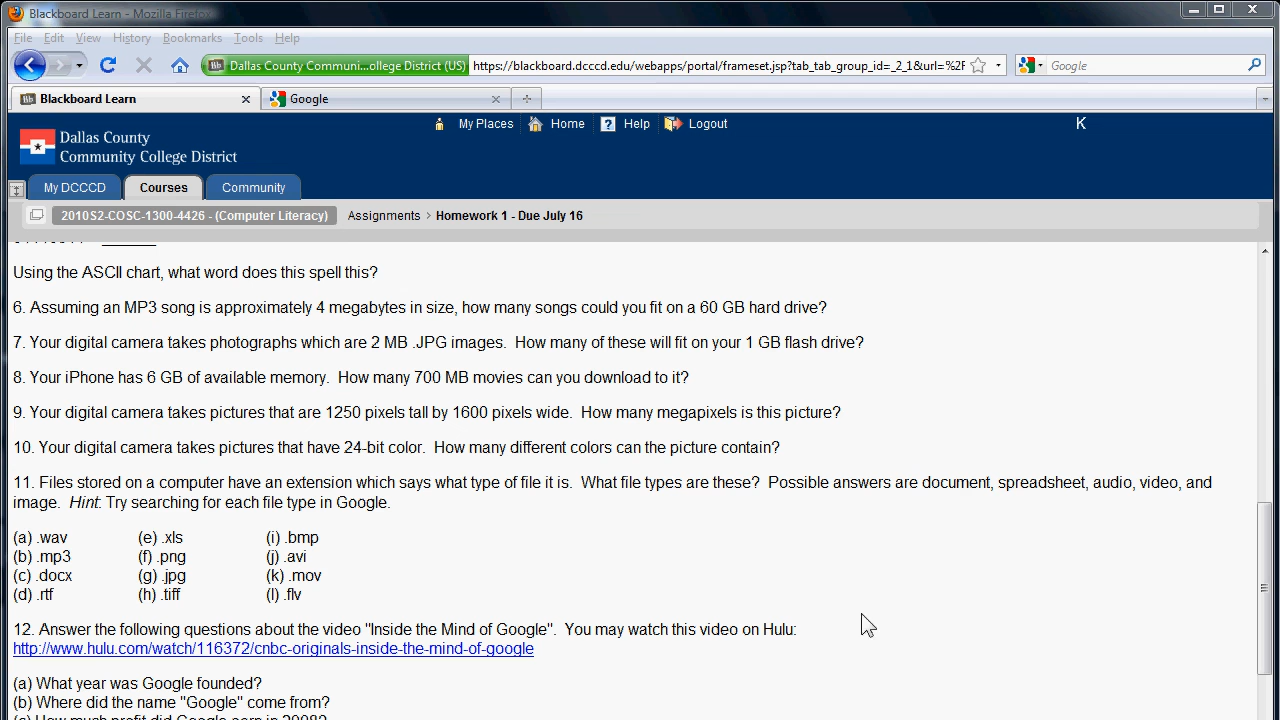 Blackboard Learn - Mozilla Firefox
File Edit View History Bookmarks Tools Help
Dallas County Communi...ollege District (US) https://blackboard.dcccd.edu/webapps/portal/frameset.jsp?tab_tab_group_id=_2_1&url=%2F Google
Blackboard Learn Google
My Places Home Help Logout K
Dallas County
Community College District
My DCCCD Courses Community
2010S2-COSC-1300-4426 - (Computer Literacy) Assignments > Homework 1 - Due July 16
Using the ASCII chart, what word does this spell this?
6. Assuming an MP3 song is approximately 4 megabytes in size, how many songs could you fit on a 60 GB hard drive?
7. Your digital camera takes photographs which are 2 MB .JPG images. How many of these will fit on your 1 GB flash drive?
8. Your iPhone has 6 GB of available memory. How many 700 MB movies can you download to it?
9. Your digital camera takes pictures that are 1250 pixels tall by 1600 pixels wide. How many megapixels is this picture?
10. Your digital camera takes pictures that have 24-bit color. How many different colors can the picture contain?
11. Files stored on a computer have an extension which says what type of file it is. What file types are these? Possible answers are document, spreadsheet, audio, video, and
image. Hint: Try searching for each file type in Google.
(a) .wav (e) .xls (i) .bmp
(b) .mp3 (f) .png (j) .avi
(c) .docx (g) .jpg (k) .mov
(d) .rtf (h) .tiff (l) .flv
12. Answer the following questions about the video "Inside the Mind of Google". You may watch this video on Hulu:
http://www.hulu.com/watch/116372/cnbc-originals-inside-the-mind-of-google
(a) What year was Google founded?
(b) Where did the name "Google" come from?
(c) How much profit did Google earn in 2008?